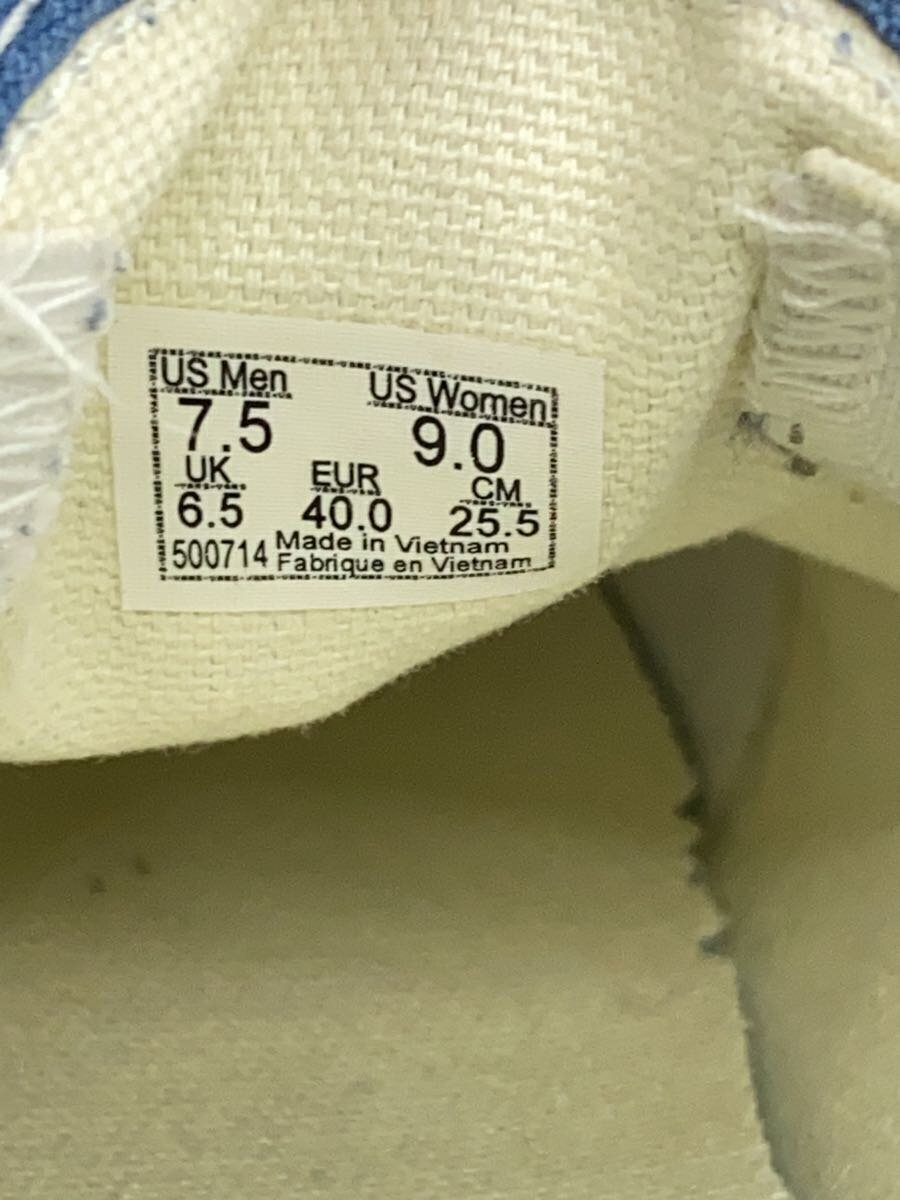 US Men US Women
7.5 9.0
UK EUR CM
6.5 40.0 25.5
500714 Made in Vietnam
Fabrique en Vietnam